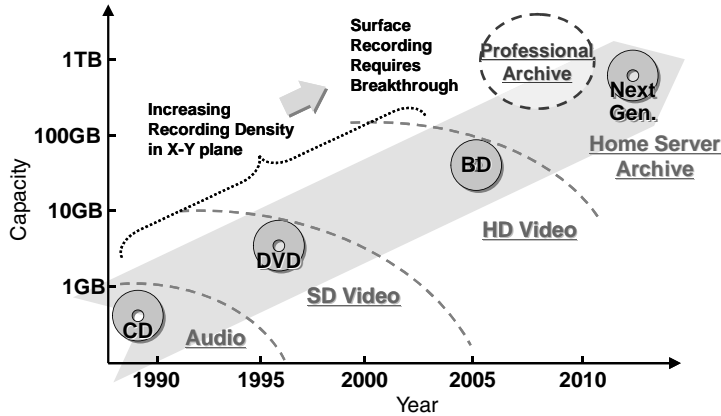 Surface
Recording
Requires
Breakthrough
Professional
Archive
1TB
Next
Gen.
Increasing
Recording Density
in X-Y plane
100GB
Home Server
Archive
BD
Capacity
10GB
HD Video
DVD
1GB
SD Video
CD
Audio
1990 1995 2000 2005 2010
Year